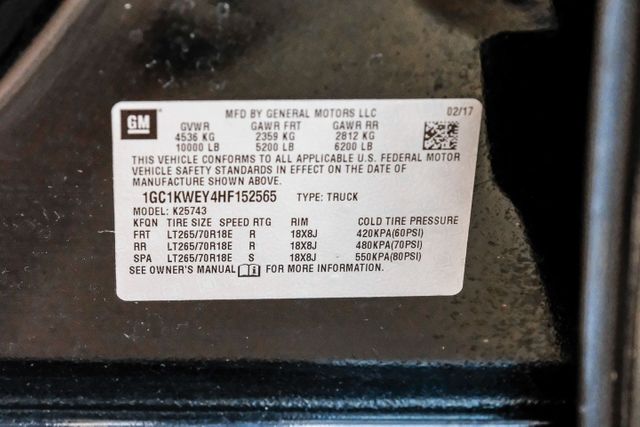 GM MFD BY GENERAL MOTORS LLC 02/17
GVWR GAWR FRT GAWR RR
4536 KG 2359 KG 2812 KG
10000 LB 5200 LB 6200 LB
THIS VEHICLE CONFORMS TO ALL APPLICABLE U.S. FEDERAL MOTOR
VEHICLE SAFETY STANDARDS IN EFFECT ON THE DATE OF
MANUFACTURE SHOWN ABOVE.
1GC1KWEY4HF152565 TYPE: TRUCK
MODEL: K25743
KFQN TIRE SIZE SPEED RTG RIM COLD TIRE PRESSURE
FRT LT265/70R18E R 18X8J 420KPA(60PSI)
RR LT265/70R18E R 18X8J 480KPA(70PSI)
SPA LT265/70R18E S 18X8J 550KPA(80PSI)
SEE OWNER'S MANUAL FOR MORE INFORMATION.